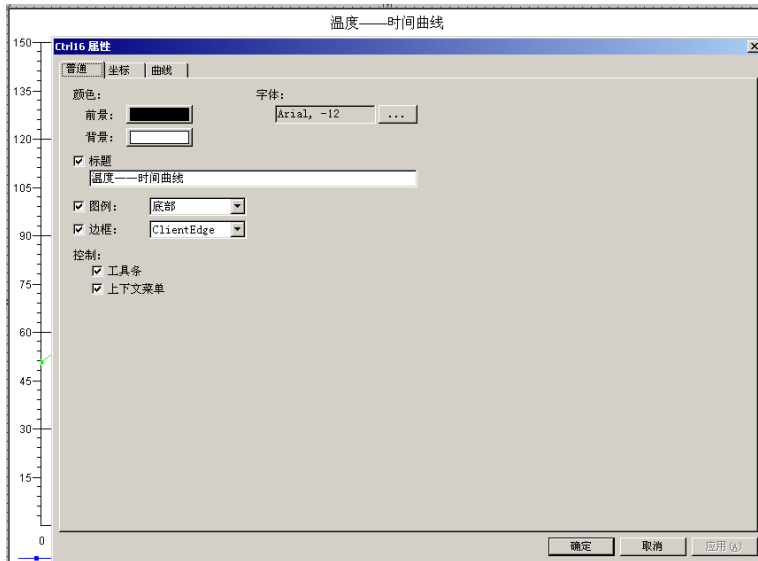 温度——时间曲线
150
Ctrl16 属性
普通 坐标 曲线
135
颜色: 字体:
前景: Arial, -12 ...
背景:
120
标题
温度——时间曲线
105
图例: 底部
边框: ClientEdge
90
控制:
工具条
75
上下文菜单
60
45
30
15
0
确定 取消 应用(A)